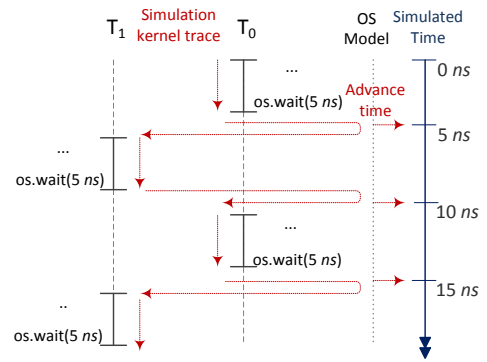 T1
Simulation
kernel trace
T0
OS
Model
Simulated
Time
0 ns
...
os.wait(5 ns)
Advance
time
5 ns
...
os.wait(5 ns)
10 ns
...
os.wait(5 ns)
15 ns
..
os.wait(5 ns)